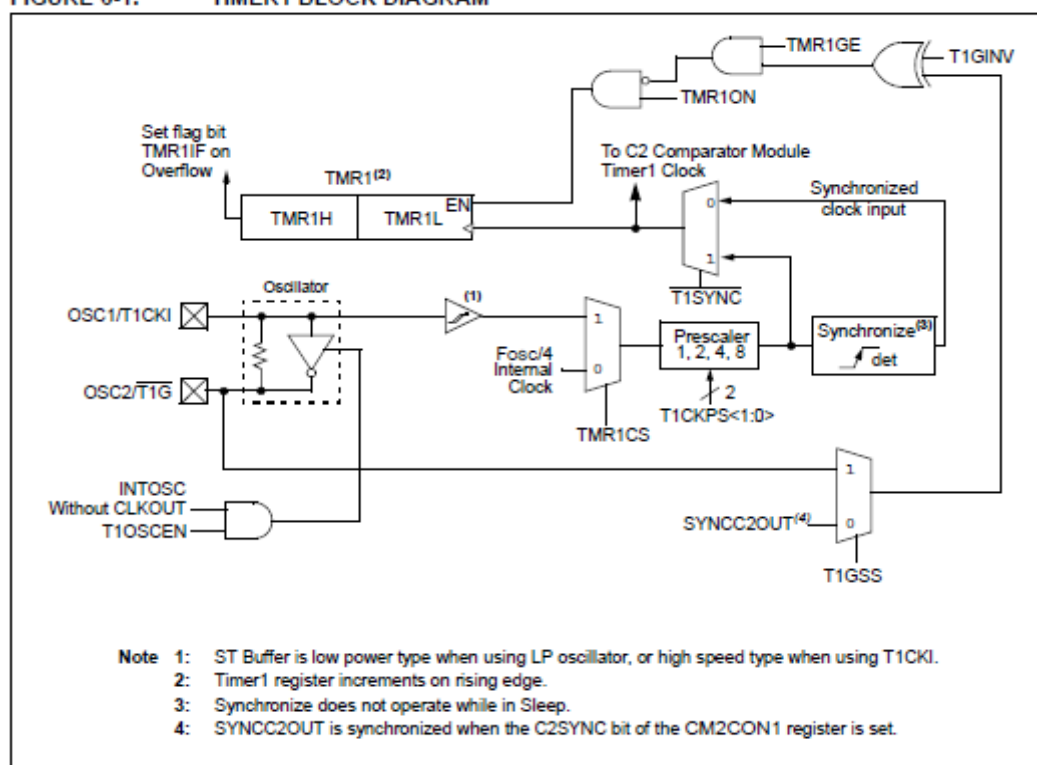 FIGURE 6-1: TIMER1 BLOCK DIAGRAM
TMR1GE
T1GINV
TMR1ON
Set flag bit
TMR1IF on
Overflow
To C2 Comparator Module
Timer1 Clock
TMR1(2)
EN
TMR1H
TMR1L
0
Synchronized
clock input
1
T1SYNC
Oscillator
(1)
OSC1/T1CKI
1
Prescaler
1, 2, 4, 8
Synchronize(3)
det
Fosc/4
Internal
Clock
0
OSC2/T1G
2
T1CKPS<1:0>
TMR1CS
1
INTOSC
Without CLKOUT
T1OSCEN
SYNCC2OUT(4)
0
T1GSS
Note 1: ST Buffer is low power type when using LP oscillator, or high speed type when using T1CKI.
2: Timer1 register increments on rising edge.
3: Synchronize does not operate while in Sleep.
4: SYNCC2OUT is synchronized when the C2SYNC bit of the CM2CON1 register is set.